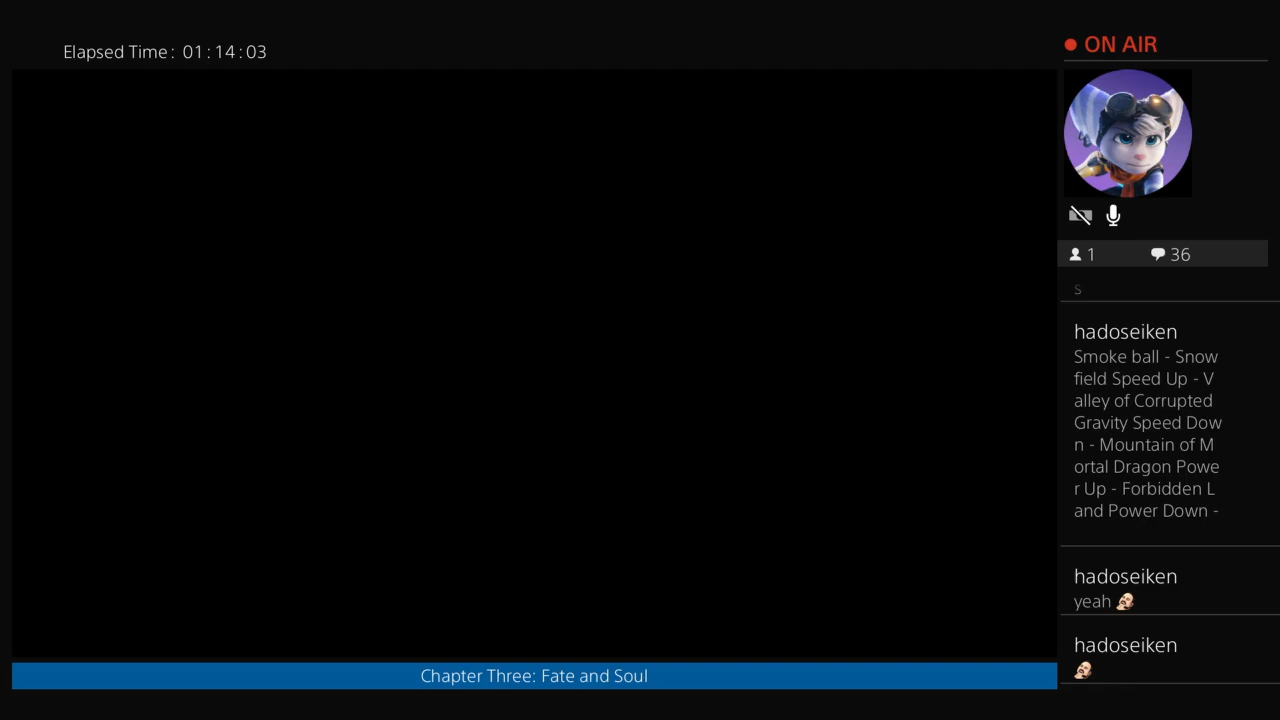 Elapsed Time: 01:14:03
ON AIR
1 36
s
hadoseiken
Smoke ball - Snow
field Speed Up - V
alley of Corrupted
Gravity Speed Dow
n - Mountain of M
ortal Dragon Powe
r Up - Forbidden L
and Power Down -
hadoseiken
yeah
hadoseiken
Chapter Three: Fate and Soul